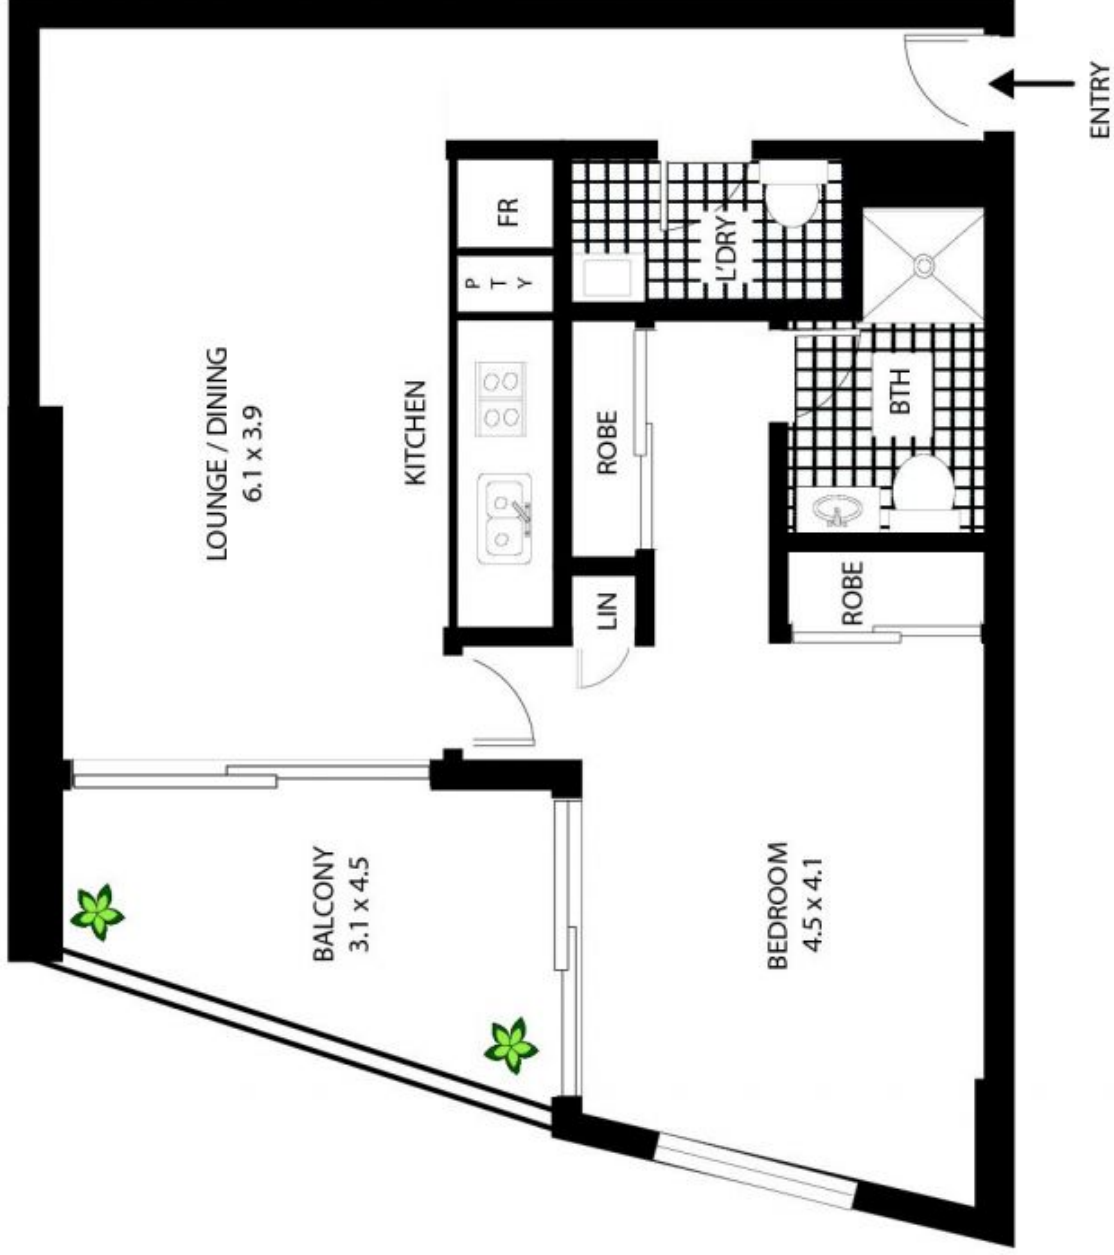 ENTRY
FR
P
T
Y
L'DRY
LOUNGE / DINING
6.1 x 3.9
KITCHEN
ROBE
BTH
LIN
ROBE
BALCONY
3.1 x 4.5
BEDROOM
4.5 x 4.1